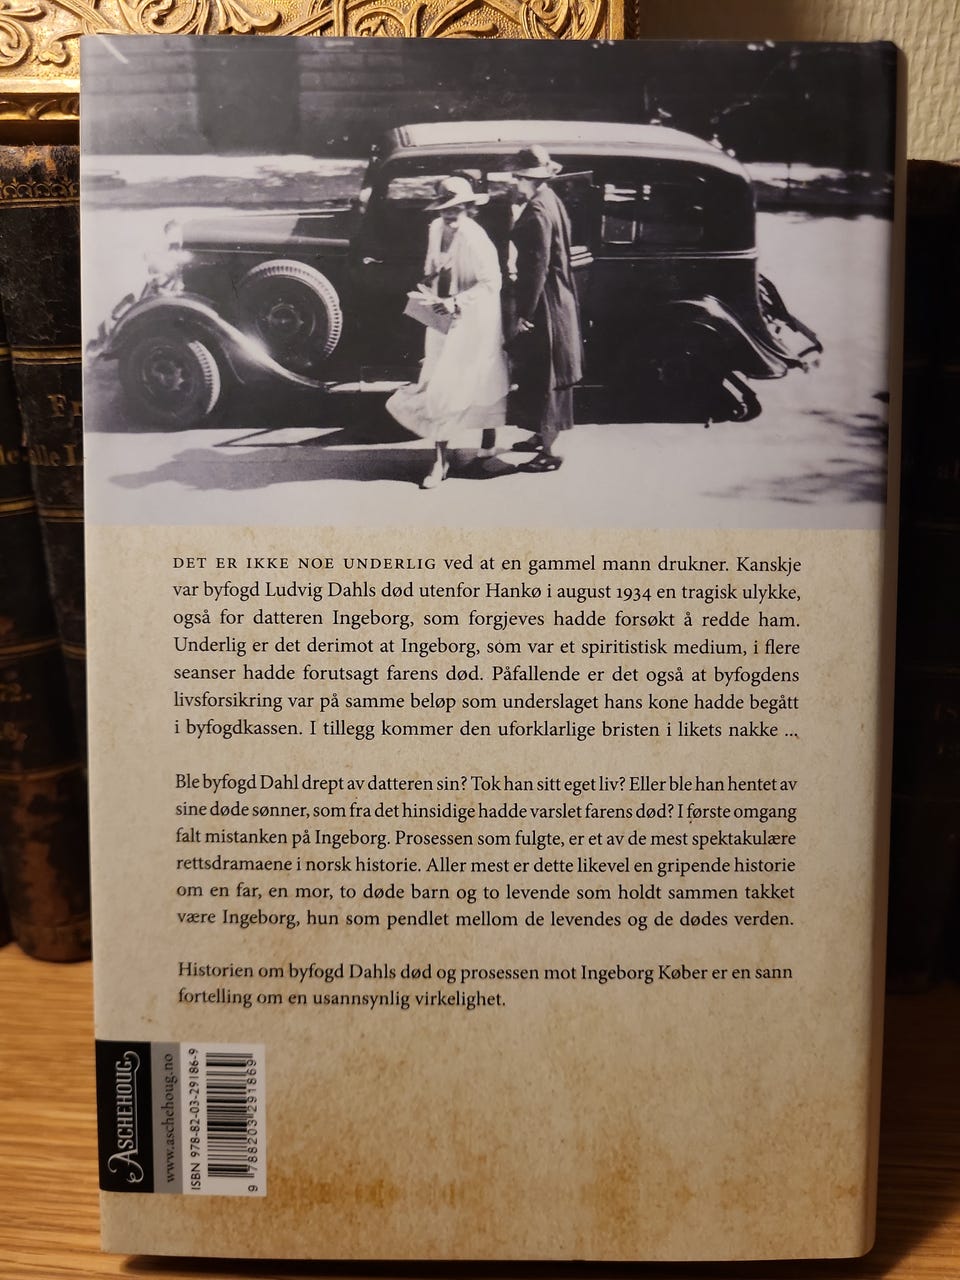 DET ER IKKE NOE UNDERLIG ved at en gammel mann drukner. Kanskje
var byfogd Ludvig Dahls død utenfor Hankø i august 1934 en tragisk ulykke,
også for datteren Ingeborg, som forgjeves hadde forsøkt å redde ham.
Underlig er det derimot at Ingeborg, som var et spiritistisk medium, i flere
seanser hadde forutsagt farens død. Påfallende er det også at byfogdens
livsforsikring var på samme beløp som underslaget hans kone hadde begått
i byfogdkassen. I tillegg kommer den uforklarlige bristen i likets nakke ...
Ble byfogd Dahl drept av datteren sin? Tok han sitt eget liv? Eller ble han hentet av
sine døde sønner, som fra det hinsidige hadde varslet farens død? I første omgang
falt mistanken på Ingeborg. Prosessen som fulgte, er et av de mest spektakulære
rettsdramaene i norsk historie. Aller mest er dette likevel en gripende historie
om en far, en mor, to døde barn og to levende som holdt sammen takket
være Ingeborg, hun som pendlet mellom de levendes og de dødes verden.
Historien om byfogd Dahls død og prosessen mot Ingeborg Køber er en sann
fortelling om en usannsynlig virkelighet.
ASCHEHOUG
www.aschehoug.no
ISBN 978-82-03-29186-9
9 788203 291869